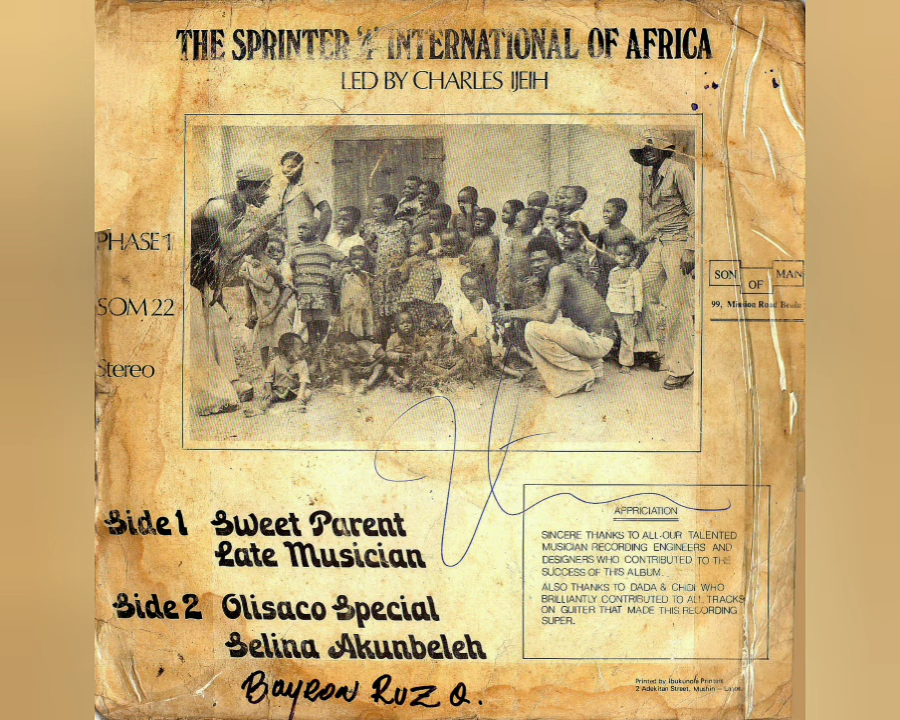 THE SPRINTER '4' INTERNATIONAL OF AFRICA
LED BY CHARLES IJEIH
PHASE 1
SOM 22
Stereo
SON OF MAN
99, Mission Road Benin
Side 1 Sweet Parent
Late Musician
Side 2 Olisaco Special
Selina Akunbeleh
Bayron Ruz Q.
APPRICIATION
SINCERE THANKS TO ALL OUR TALENTED
MUSICIAN RECORDING ENGINEERS AND
DESIGNERS WHO CONTRIBUTED TO THE
SUCCESS OF THIS ALBUM.
ALSO THANKS TO DADA & CHIDI WHO
BRILLIANTLY CONTRIBUTED TO ALL TRACKS
ON GUITER THAT MADE THIS RECORDING
SUPER.
Printed by Ibukunola Printers
2 Adekitan Street, Mushin — Lagos.